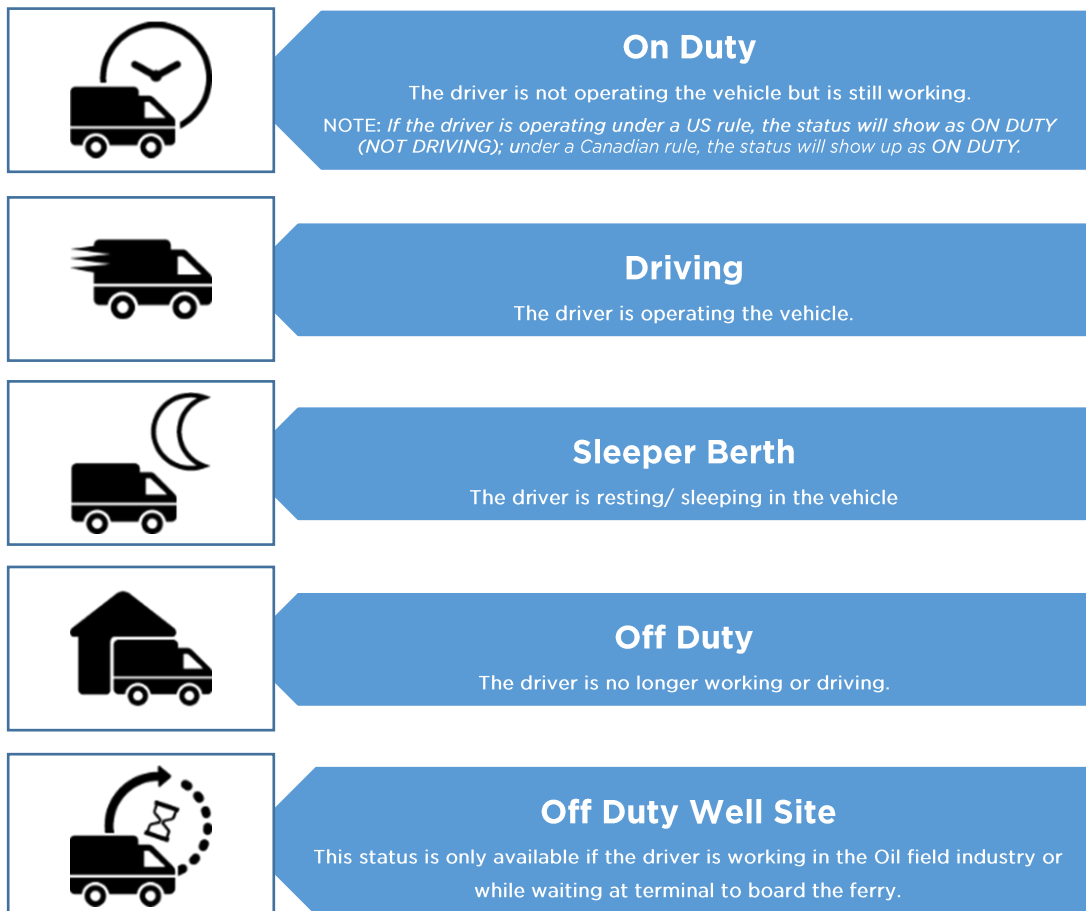 On Duty
The driver is not operating the vehicle but is still working.
NOTE: If the driver is operating under a US rule, the status will show as ON DUTY
(NOT DRIVING); under a Canadian rule, the status will show up as ON DUTY.
Driving
The driver is operating the vehicle.
Sleeper Berth
The driver is resting/ sleeping in the vehicle
Off Duty
The driver is no longer working or driving.
Off Duty Well Site
This status is only available if the driver is working in the Oil field industry or
while waiting at terminal to board the ferry.